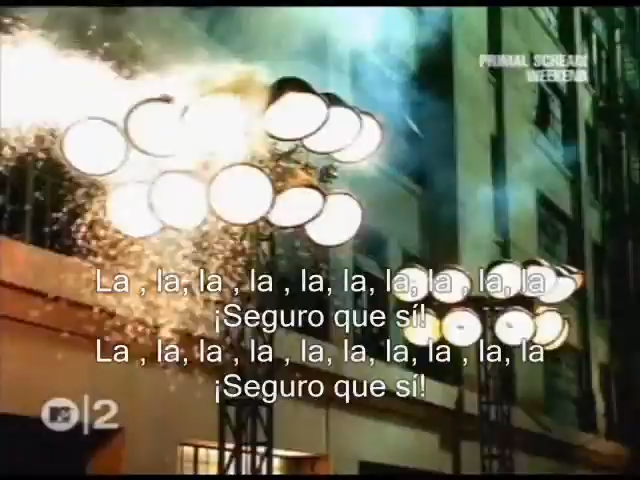 PRIMAL SCREAM
WEEKEND
La , la, la , la , la, la, la, la , la, la
¡Seguro que sí!
La , la, la , la , la, la, la, la , la, la
¡Seguro que sí!
2